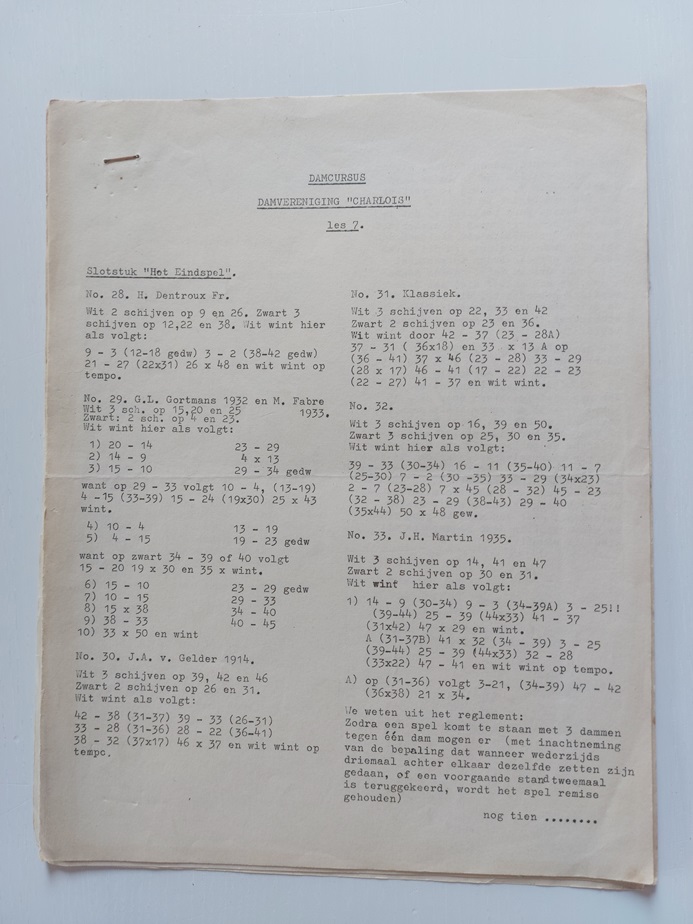 DAMCURSUS
DAMVERENIGING "CHARLOIS"
les 7.
Slotstuk "Het Eindspel".
No. 28. H. Dentroux Fr.
Wit 2 schijven op 9 en 26. Zwart 3
schijven op 12,22 en 38. Wit wint hier
als volgt:
9 - 3 (12-18 gedw) 3 - 2 (38-42 gedw)
21 - 27 (22x31) 26 x 48 en wit wint op
tempo.
No. 29. G.L. Gortmans 1932 en M. Fabre
1933.
Wit 3 sch. op 15,20 en 25
Zwart: 2 sch. op 4 en 23.
Wit wint hier als volgt:
1) 20 - 14 23 - 29
2) 14 - 9 4 x 13
3) 15 - 10 29 - 34 gedw
want op 29 - 33 volgt 10 - 4, (13-19)
4 -15 (33-39) 15 - 24 (19x30) 25 x 43
wint.
4) 10 - 4 13 - 19
5) 4 - 15 19 - 23 gedw
want op zwart 34 - 39 of 40 volgt
15 - 20 19 x 30 en 35 x wint.
6) 15 - 10 23 - 29 gedw
7) 10 - 15 29 - 33
8) 15 x 38 34 - 40
9) 38 - 33 40 - 45
10) 33 x 50 en wint
No. 30. J.A. v. Gelder 1914.
Wit 3 schijven op 39, 42 en 46
Zwart 2 schijven op 26 en 31.
Wit wint als volgt:
42 - 38 (31-37) 39 - 33 (26-31)
33 - 28 (31-36) 28 - 22 (36-41)
38 - 32 (37x17) 46 x 37 en wit wint op
tempo.
No. 31. Klassiek.
Wit 3 schijven op 22, 33 en 42
Zwart 2 schijven op 23 en 36.
Wit wint door 42 - 37 (23 - 28A)
37 - 31 ( 36x18) en 33 x 13 A op
(36 - 41) 37 x 46 (23 - 28) 33 - 29
(28 x 17) 46 - 41 (17 - 22) 22 - 23
(22 - 27) 41 - 37 en wit wint.
No. 32.
Wit 3 schijven op 16, 39 en 50.
Zwart 3 schijven op 25, 30 en 35.
Wit wint hier als volgt:
39 - 33 (30-34) 16 - 11 (35-40) 11 - 7
(25-30) 7 - 2 (30 -35) 33 - 29 (34x23)
2 - 7 (23-28) 7 x 45 (28 - 32) 45 - 23
(32 - 38) 23 - 29 (38-43) 29 - 40
(35x44) 50 x 48 gew.
No. 33. J.H. Martin 1935.
Wit 3 schijven op 14, 41 en 47
Zwart 2 schijven op 30 en 31.
Wit wint hier als volgt:
1) 14 - 9 (30-34) 9 - 3 (34-39A) 3 - 25!!
(39-44) 25 - 39 (44x33) 41 - 37
(31x42) 47 x 29 en wint.
A (31-37B) 41 x 32 (34 - 39) 3 - 25
(39-44) 25 - 39 (44x33) 32 - 28
(33x22) 47 - 41 en wit wint op tempo.
A) op (31-36) volgt 3-21, (34-39) 47 - 42
(36x38) 21 x 34.
We weten uit het reglement:
Zodra een spel komt te staan met 3 dammen
tegen één dam mogen er (met inachtneming
van de bepaling dat wanneer wederzijds
driemaal achter elkaar dezelfde zetten zijn
gedaan, of een voorgaande stand tweemaal
is teruggekeerd, wordt het spel remise
gehouden)
nog tien ........